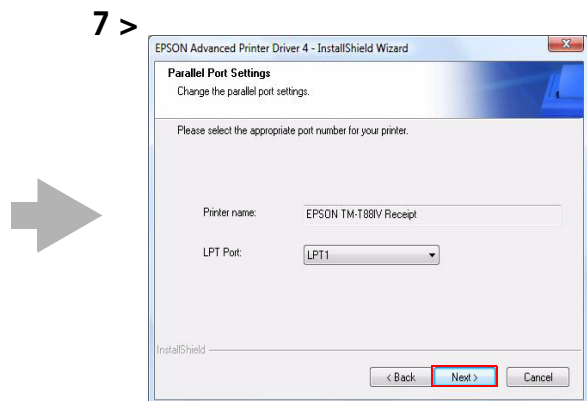 7 >
EPSON Advanced Printer Driver 4 - InstallShield Wizard
Parallel Port Settings
Change the parallel port settings.
Please select the appropriate port number for your printer.
Printer name: EPSON TM-T88IV Receipt
LPT Port: LPT1
InstallShield
< Back Next > Cancel